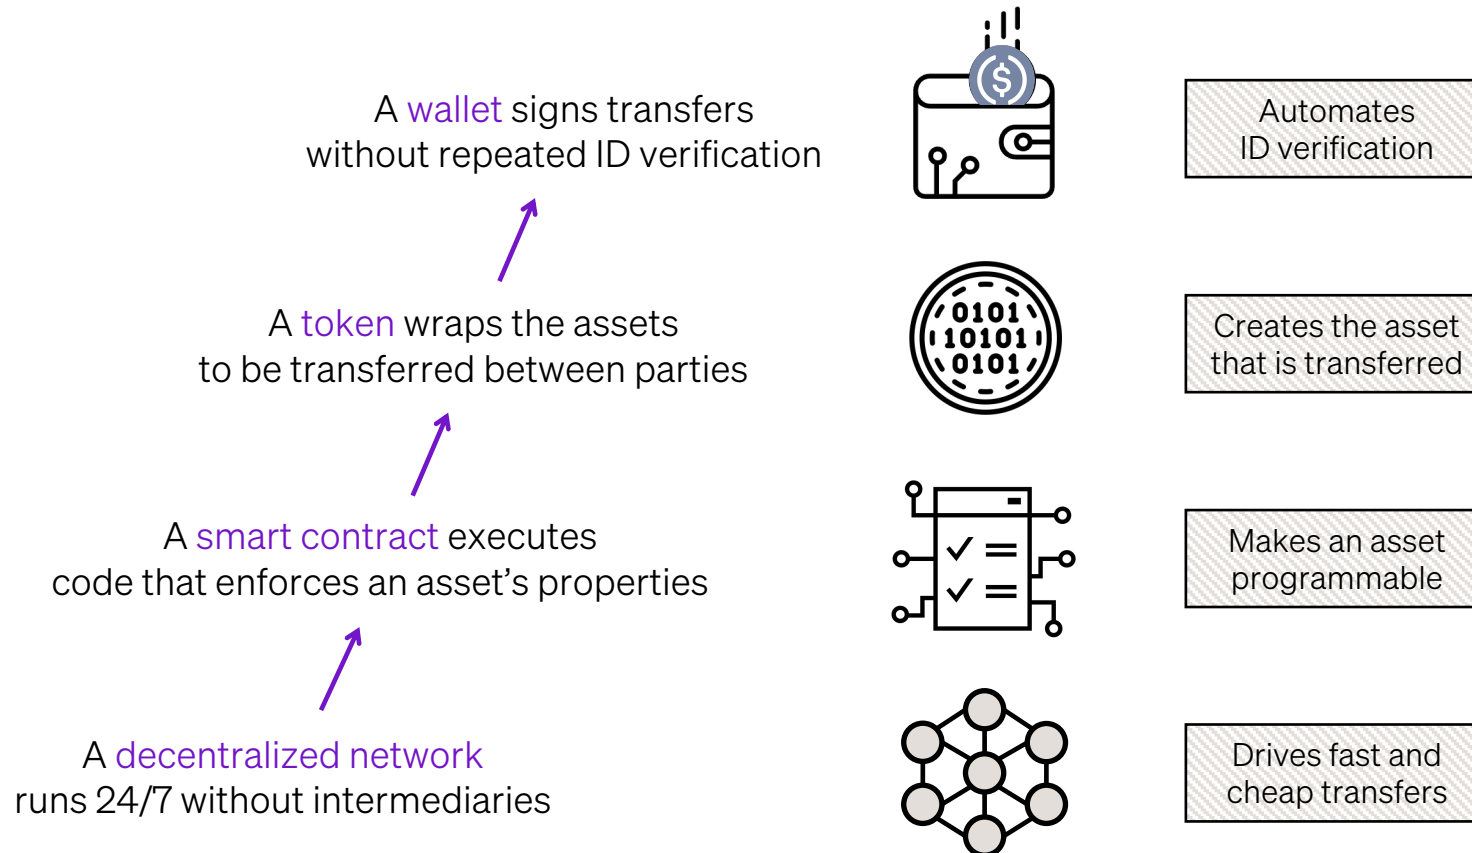 A wallet signs transfers
without repeated ID verification
Automates
ID verification
A token wraps the assets
to be transferred between parties
0101
10101
0101
Creates the asset
that is transferred
A smart contract executes
code that enforces an asset’s properties
Makes an asset
programmable
A decentralized network
runs 24/7 without intermediaries
Drives fast and
cheap transfers